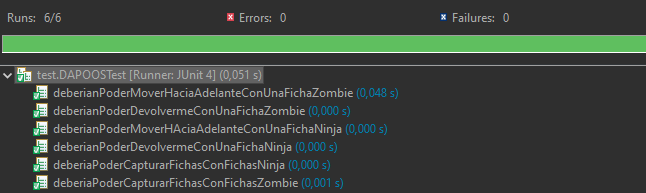 Runs: 6/6 Errors: 0 Failures: 0
test.DAPOOSTest [Runner: JUnit 4] (0,051 s)
deberianPoderMoverHaciaAdelanteConUnaFichaZombie (0,048 s)
deberianPoderDevolvermeConUnaFichaZombie (0,000 s)
deberianPoderMoverHAciaAdelanteConUnaFichaNinja (0,000 s)
deberianPoderDevolvermeConUnaFichaNinja (0,000 s)
deberiaPoderCapturarFichasConFichasNinja (0,000 s)
deberiaPoderCapturarFichasConFichasZombie (0,001 s)